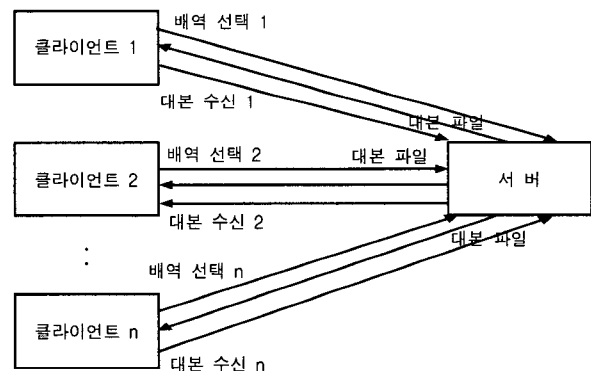 배역 선택 1
클라이언트 1
대본 수신 1
대본 파일
배역 선택 2
대본 파일
클라이언트 2
서 버
대본 수신 2
:
대본 파일
배역 선택 n
클라이언트 n
대본 수신 n